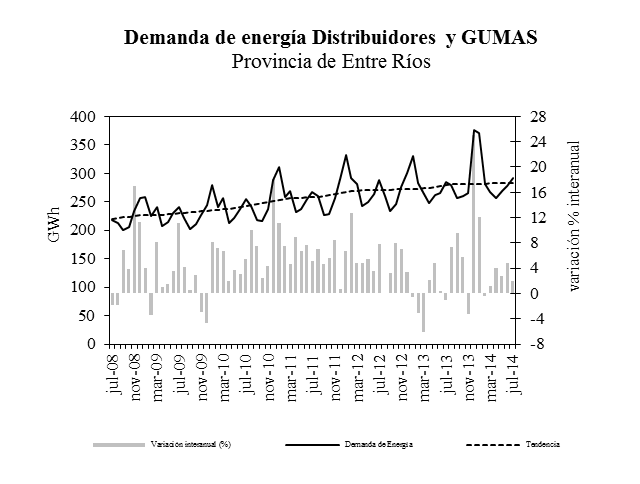 Demanda de energía Distribuidores y GUMAS
Provincia de Entre Ríos
400
350
300
250
200
150
100
50
0
GWh
28
24
20
16
12
8
4
0
-4
-8
variación % interanual
jul-08
nov-08
mar-09
jul-09
nov-09
mar-10
jul-10
nov-10
mar-11
jul-11
nov-11
mar-12
jul-12
nov-12
mar-13
jul-13
nov-13
mar-14
jul-14
Variación interanual (%)
Demanda de Energía
Tendencia